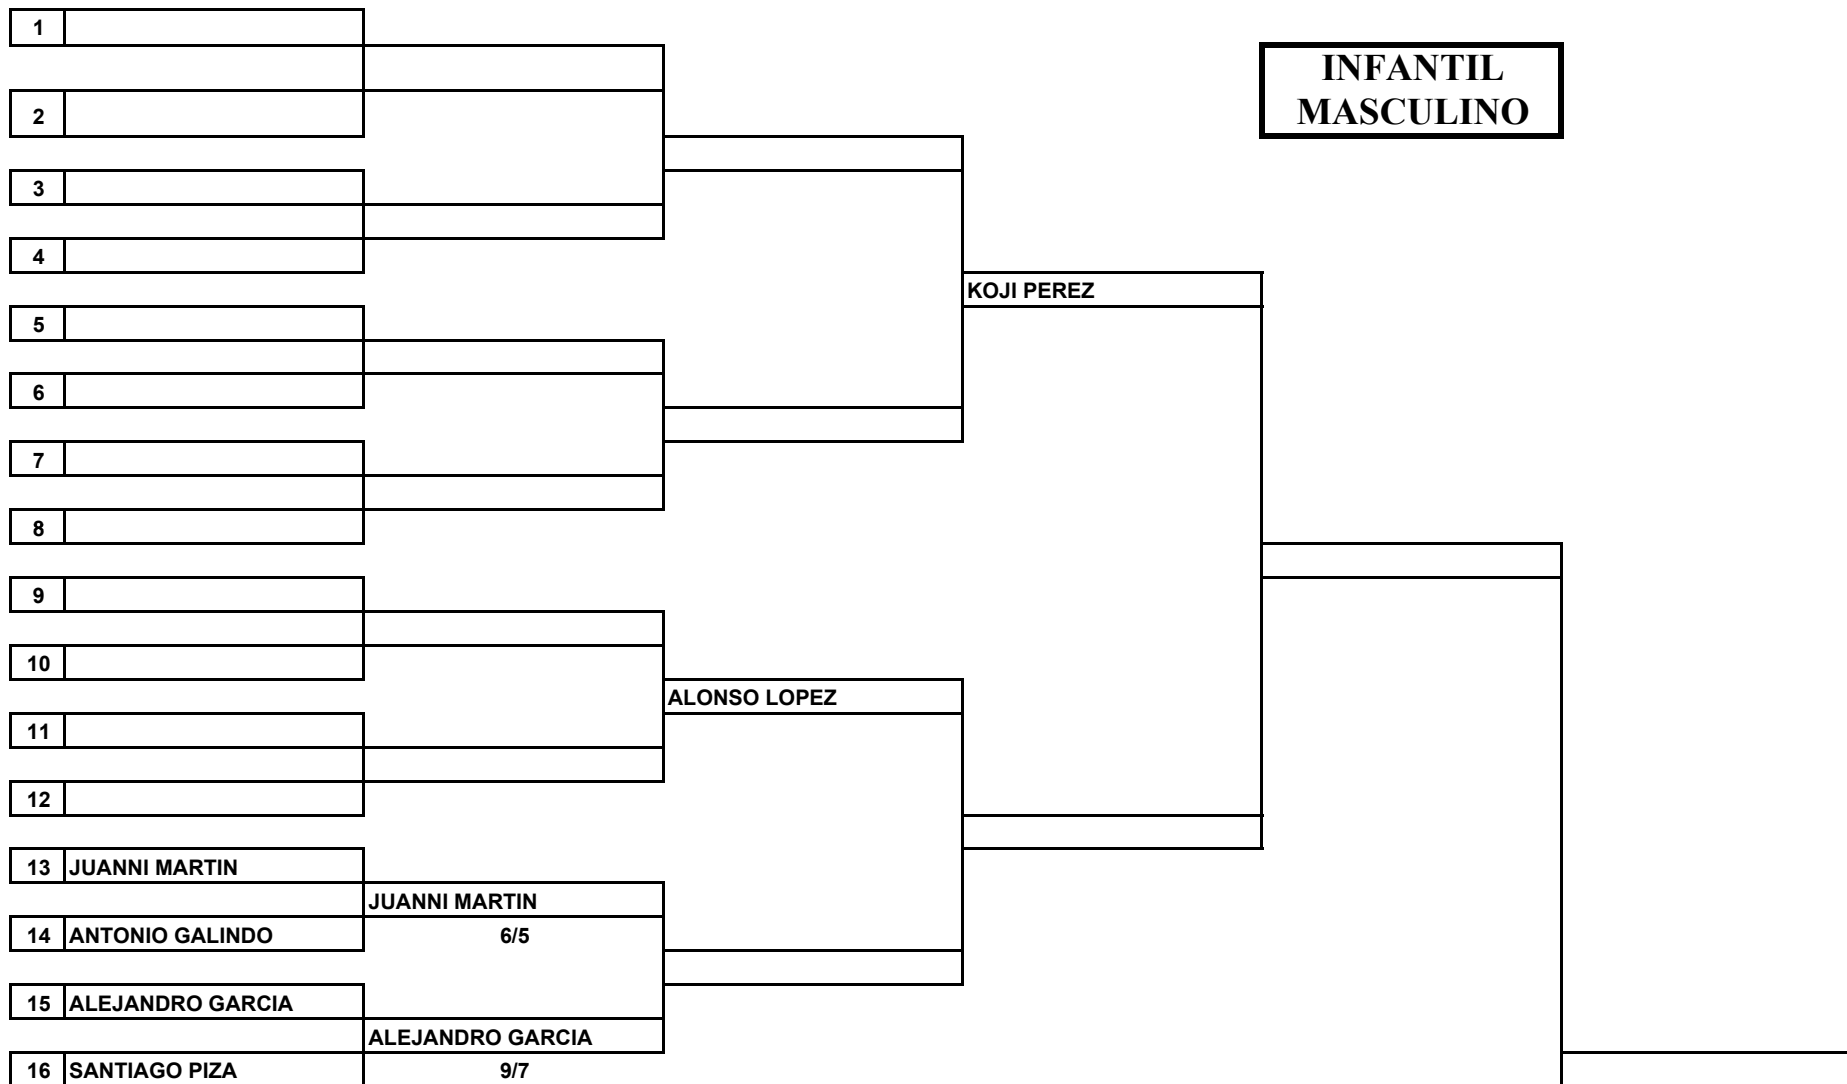 1
INFANTIL
MASCULINO
2
3
4
KOJI PEREZ
5
6
7
8
9
10
ALONSO LOPEZ
11
12
13 JUANNI MARTIN
JUANNI MARTIN
14 ANTONIO GALINDO 6/5
15 ALEJANDRO GARCIA
ALEJANDRO GARCIA
16 SANTIAGO PIZA 9/7